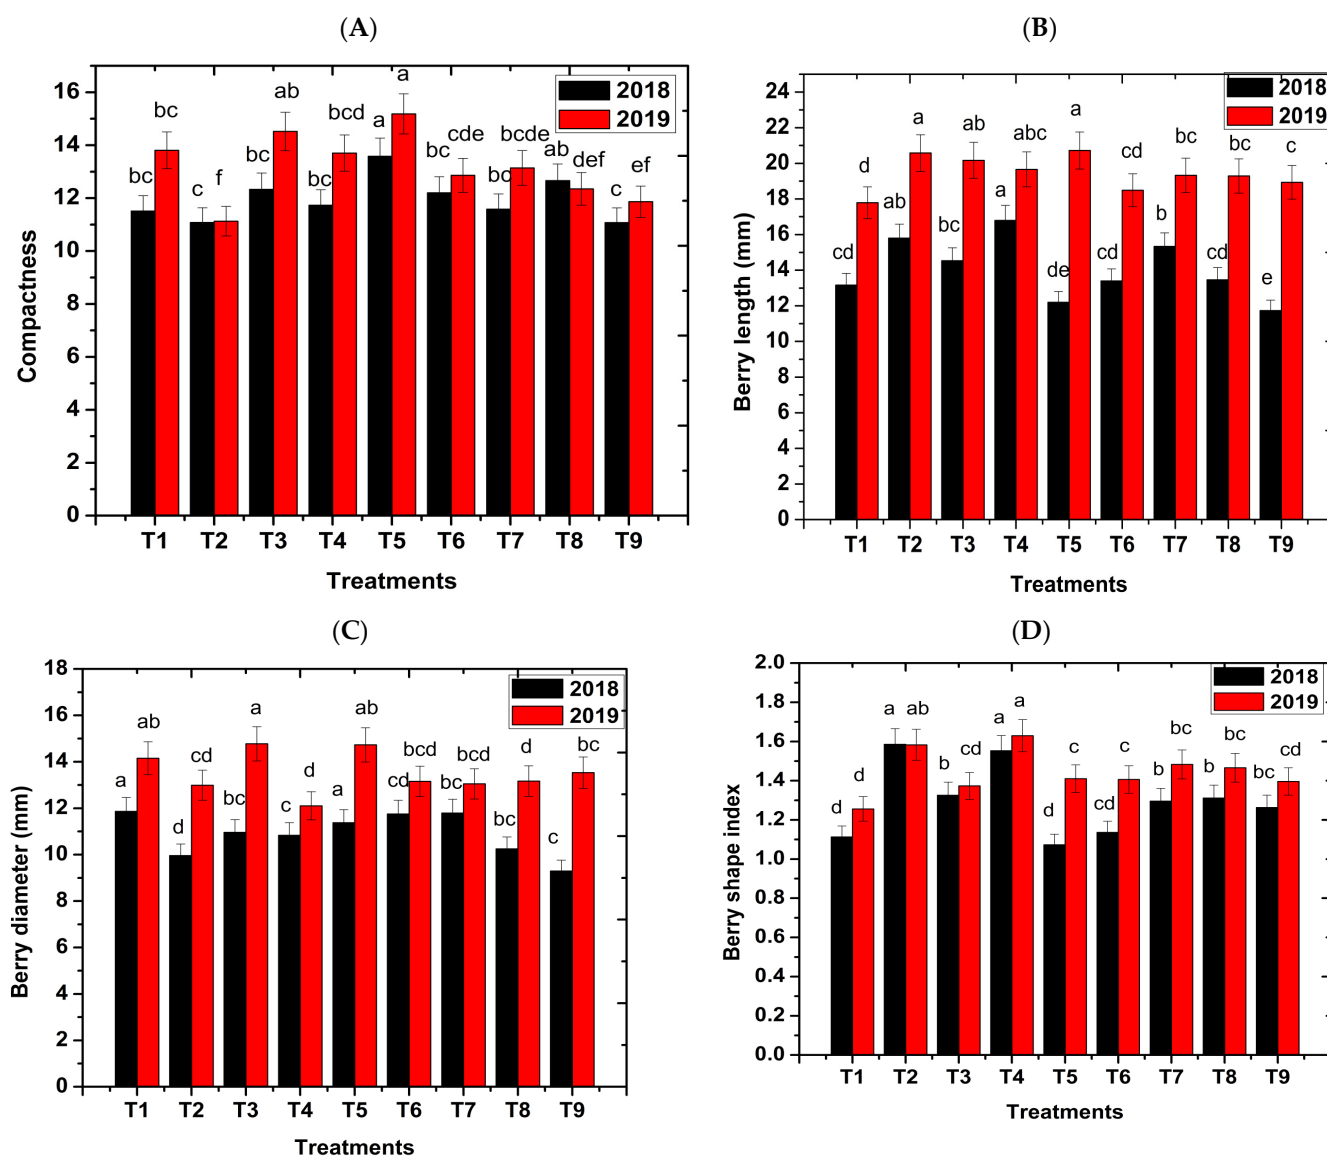 (A)
2018
2019
16
14
12
10
8
6
4
2
0
Compactness
bc bc c f bc ab bc bcd a a bc cde bc bcde ab def c ef
T1 T2 T3 T4 T5 T6 T7 T8 T9
Treatments
(B)
2018
2019
24
22
20
18
16
14
12
10
8
6
4
2
0
Berry length (mm)
cd d ab a bc ab a abc de a cd cd b bc cd bc e c
T1 T2 T3 T4 T5 T6 T7 T8 T9
Treatments
(C)
2018
2019
18
16
14
12
10
8
6
4
2
0
Berry diameter (mm)
a ab d cd bc a c d a ab cd bcd bc bcd bc d c bc
T1 T2 T3 T4 T5 T6 T7 T8 T9
Treatments
(D)
2018
2019
2.0
1.8
1.6
1.4
1.2
1.0
0.8
0.6
0.4
0.2
0.0
Berry shape index
d d a ab b cd a a d c cd c b bc b bc bc cd
T1 T2 T3 T4 T5 T6 T7 T8 T9
Treatments